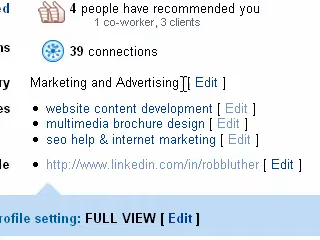 ed
4 people have recommended you
1 co-worker, 3 clients
ns
39 connections
ry
Marketing and Advertising [ Edit ]
es
website content development [ Edit ]
multimedia brochure design [ Edit ]
seo help & internet marketing [ Edit ]
le
http://www.linkedin.com/in/robbluther [ Edit ]
rofile setting: FULL VIEW [ Edit ]